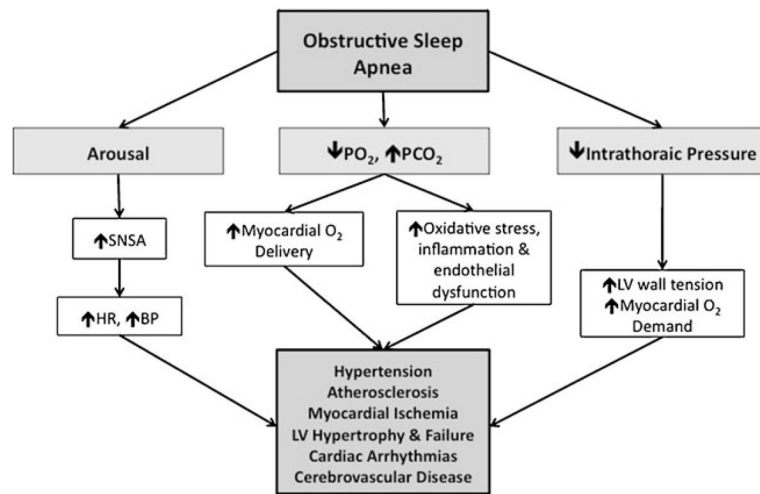 Obstructive Sleep
Apnea
Arousal
↓PO₂, ↑PCO₂
↓Intrathoraic Pressure
↑SNSA
↑Myocardial O₂
Delivery
↑Oxidative stress,
inflammation &
endothelial
dysfunction
↑LV wall tension
↑Myocardial O₂
Demand
↑HR, ↑BP
Hypertension
Atherosclerosis
Myocardial Ischemia
LV Hypertrophy & Failure
Cardiac Arrhythmias
Cerebrovascular Disease